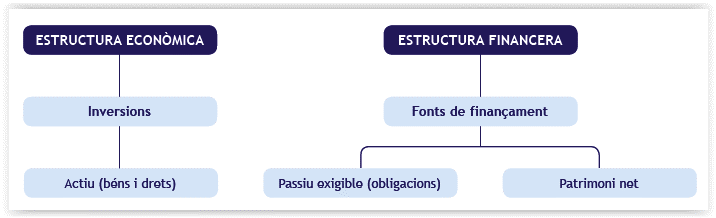 ESTRUCTURA ECONÒMICA
ESTRUCTURA FINANCERA
Inversions
Fonts de finançament
Actiu (béns i drets)
Passiu exigible (obligacions)
Patrimoni net